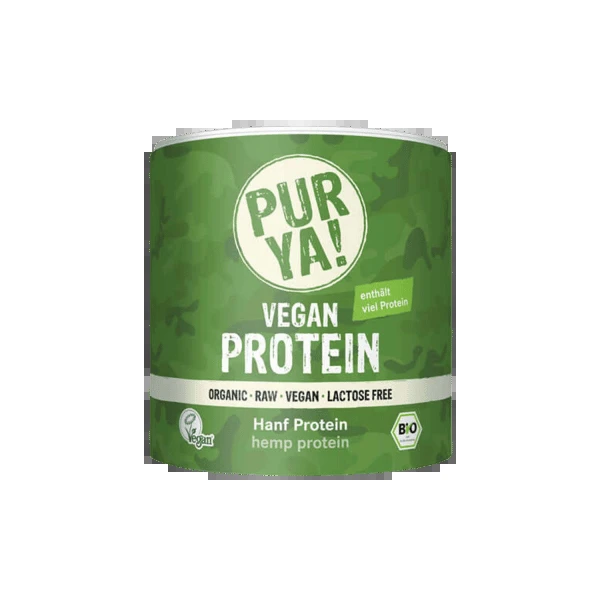 PUR
YA!
enthält
viel Protein
VEGAN
PROTEIN
ORGANIC · RAW · VEGAN · LACTOSE FREE
Hanf Protein
hemp protein
Vegan
BIO